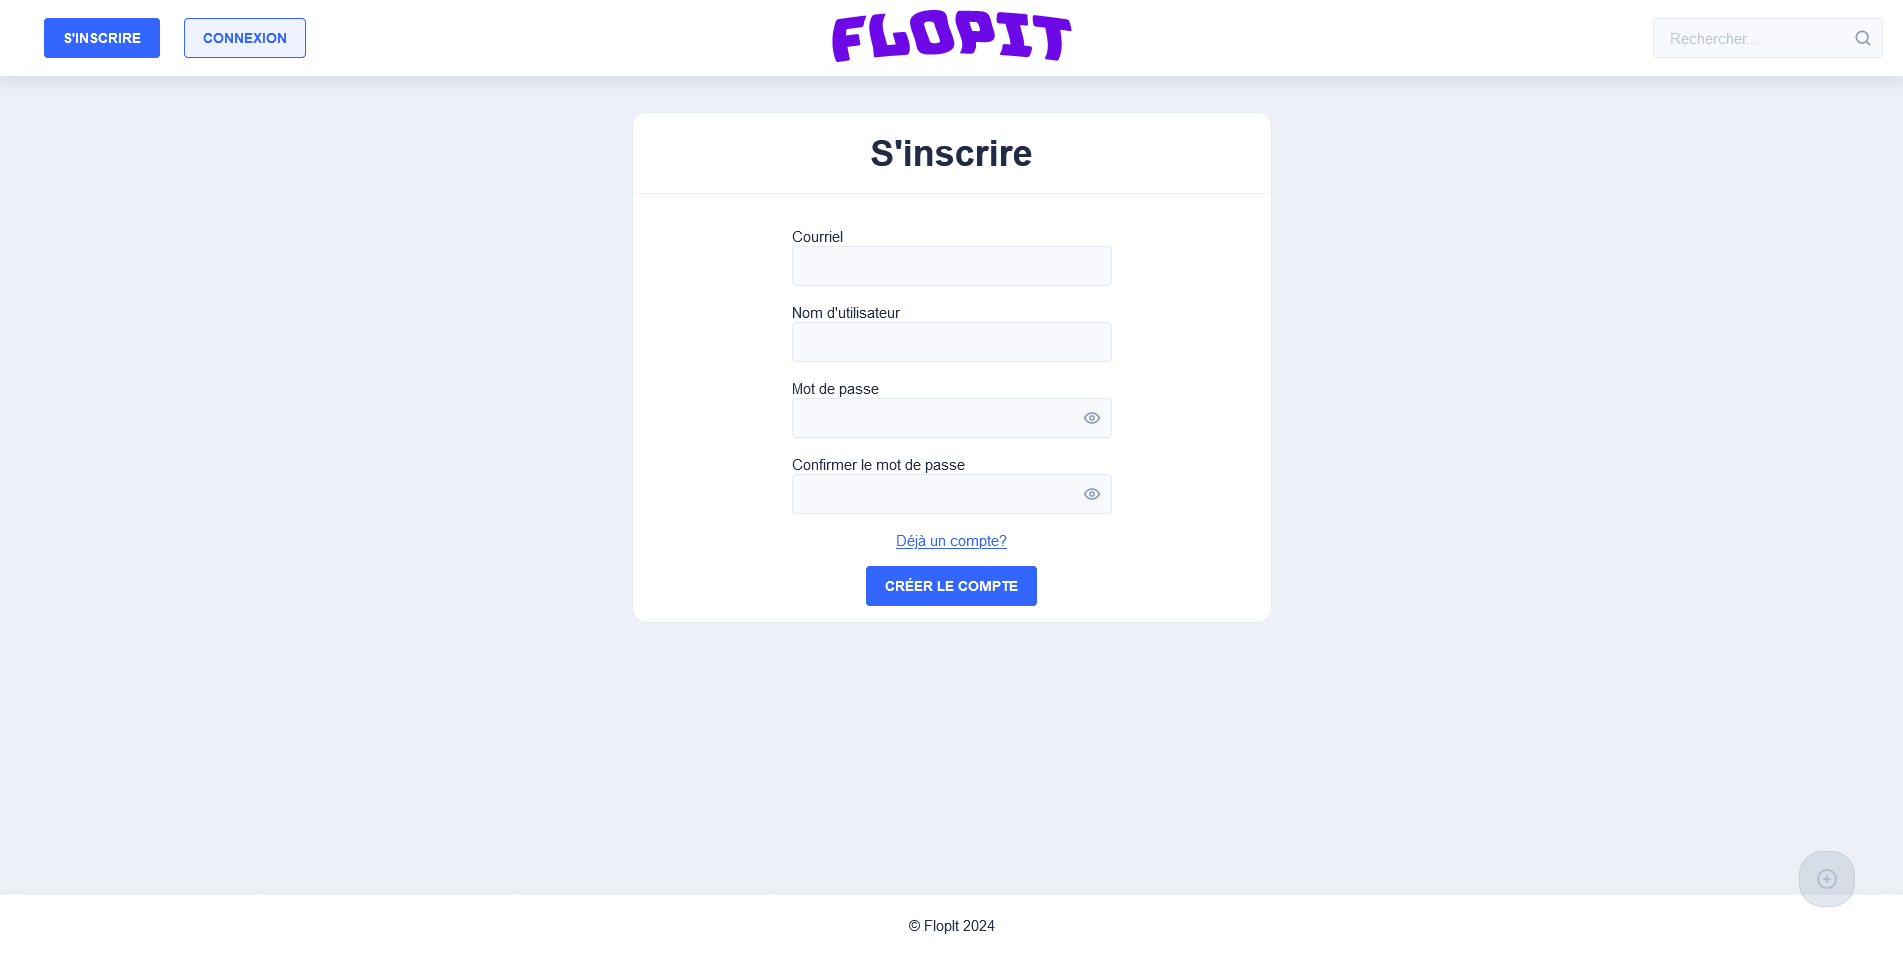 S'INSCRIRE
CONNEXION
FLOPIT
Rechercher...
S'inscrire
Courriel
Nom d'utilisateur
Mot de passe
Confirmer le mot de passe
Déjà un compte?
CRÉER LE COMPTE
© FlopIt 2024